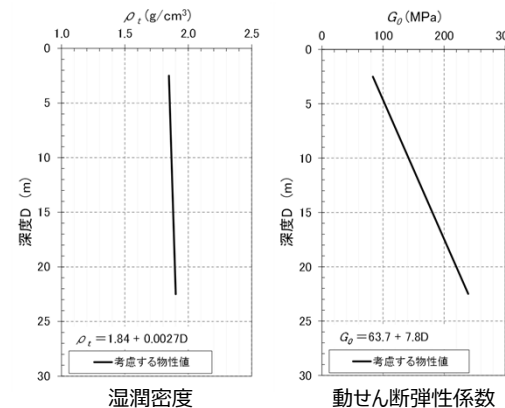 ρt (g/cm³)
1.0 1.5 2.0 2.5
0
5
10
15
20
25
30
深度D (m)
ρt =1.84 + 0.0027D
考慮する物性値
湿潤密度
G0 (MPa)
0 100 200 300
0
5
10
15
20
25
30
深度D (m)
G0 =63.7 + 7.8D
考慮する物性値
動せん断弾性係数